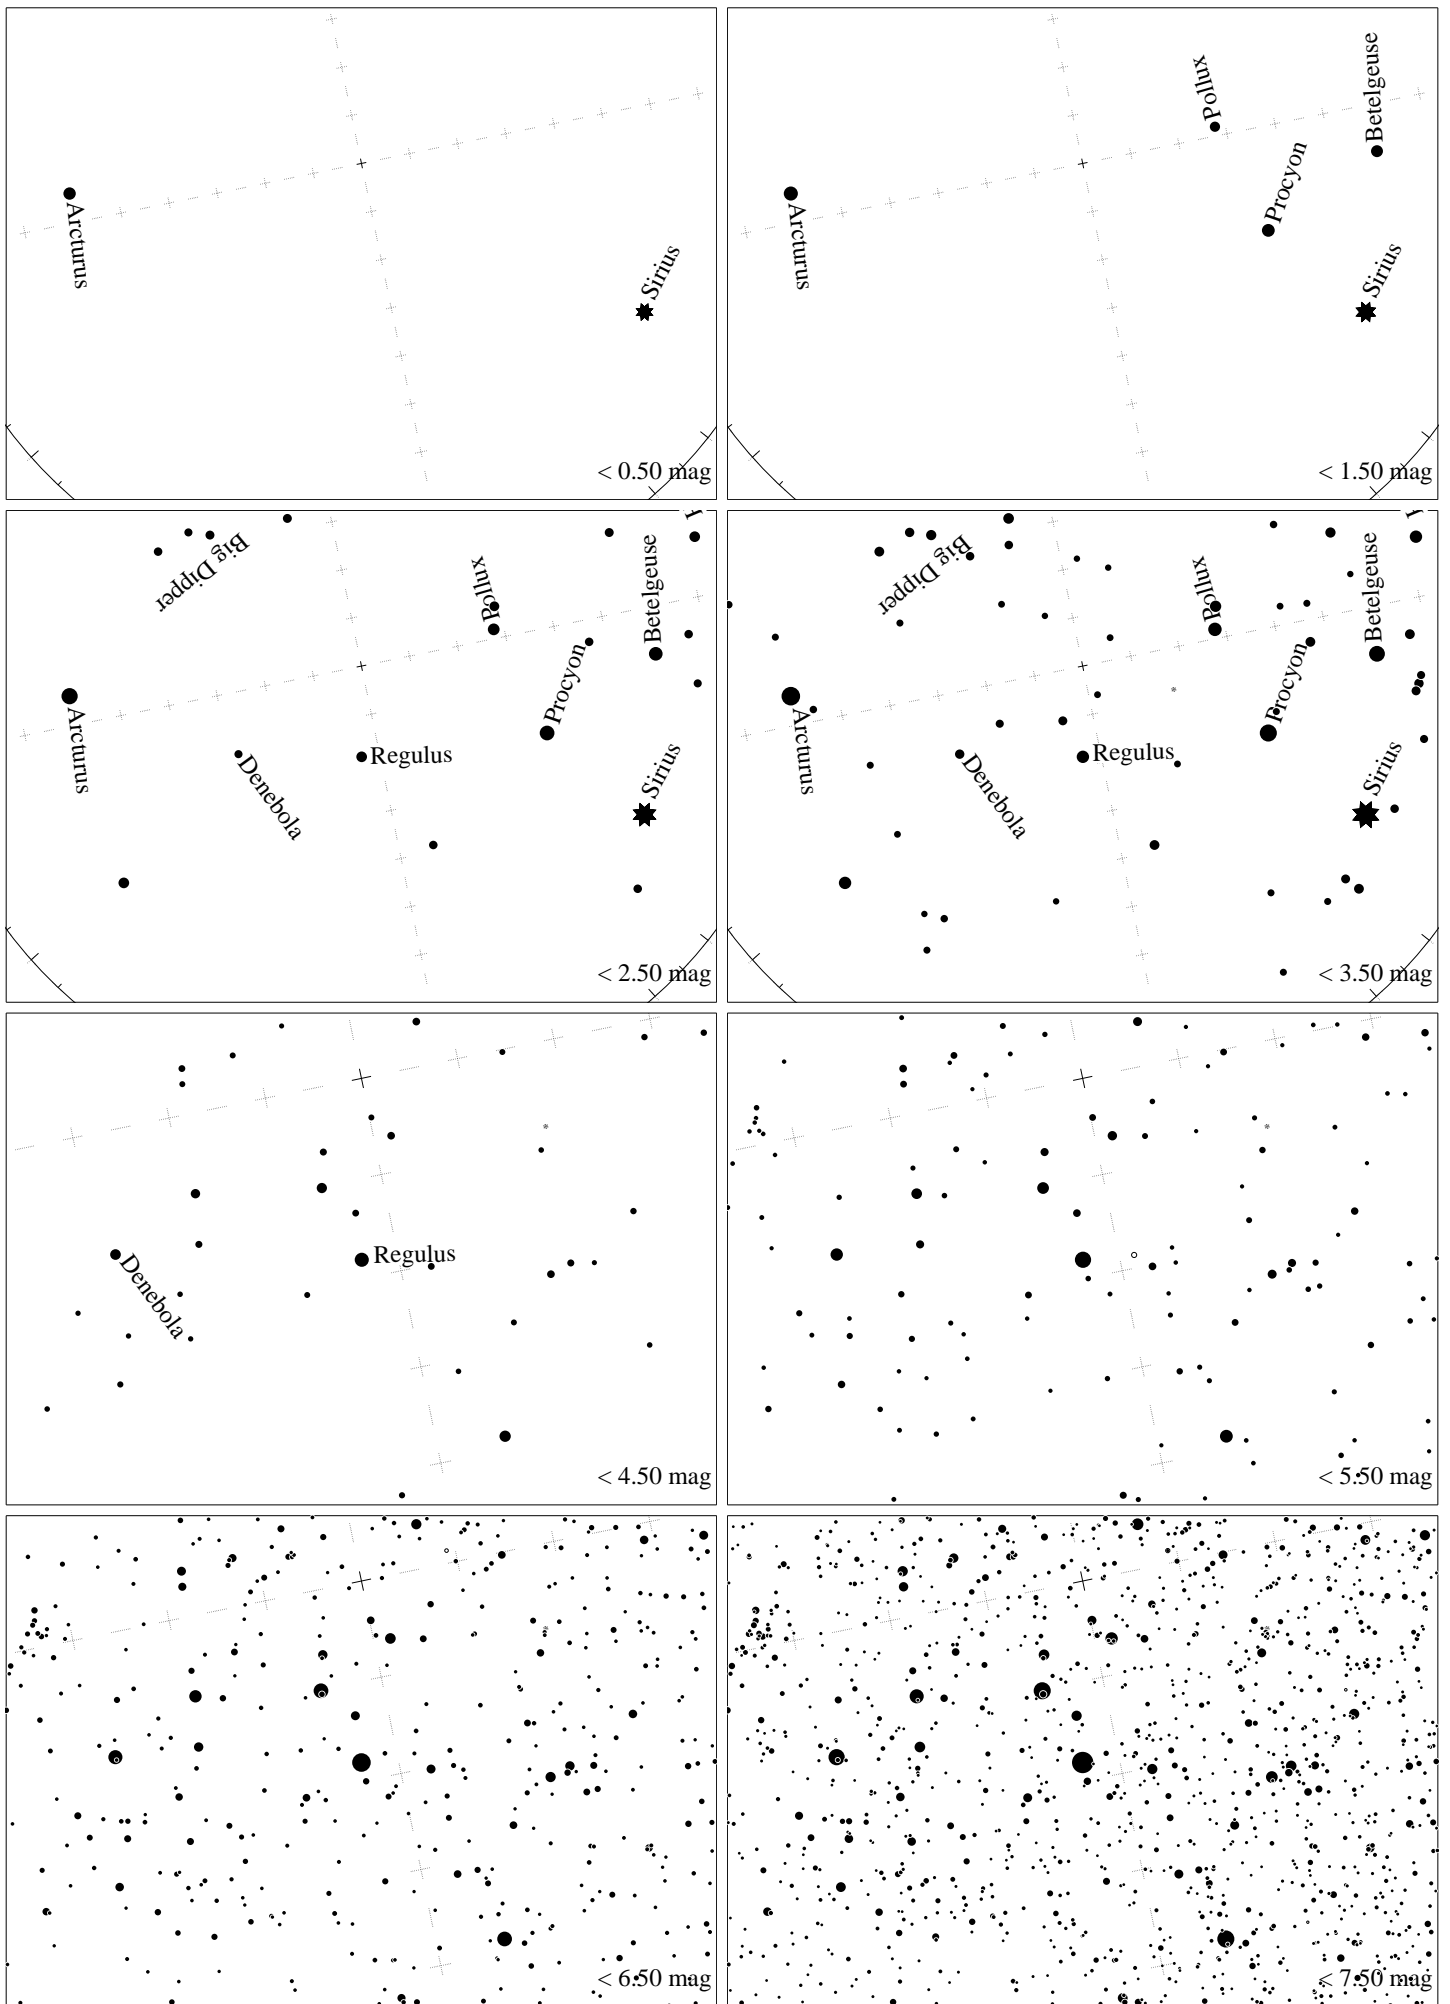 Arcturus
Sirius
< 0.50 mag
Pollux
Betelgeuse
Procyon
Arcturus
Sirius
< 1.50 mag
Big Dipper
Pollux
Betelgeuse
Procyon
Arcturus
Denebola
Regulus
Sirius
< 2.50 mag
Big Dipper
Pollux
Betelgeuse
Procyon
Arcturus
Denebola
Regulus
Sirius
< 3.50 mag
Denebola
Regulus
< 4.50 mag
< 5.50 mag
< 6.50 mag
< 7.50 mag